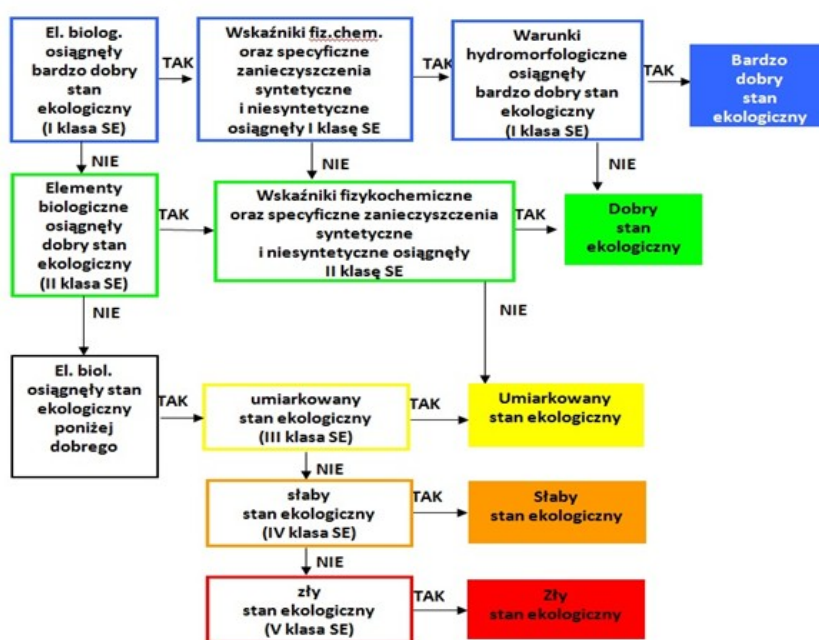 El. biolog.
osiągnęły
bardzo dobry
stan
ekologiczny
(I klasa SE)
TAK
Wskaźniki fiz.chem.
oraz specyficzne
zanieczyszczenia
syntetyczne
i niesyntetyczne
osiągnęły I klasę SE
TAK
Warunki
hydromorfologiczne
osiągnęły
bardzo dobry stan
ekologiczny
(I klasa SE)
TAK
Bardzo
dobry
stan
ekologiczny
NIE
NIE
NIE
Elementy
biologiczne
osiągnęły
dobry stan
ekologiczny
(II klasa SE)
TAK
Wskaźniki fizykochemiczne
oraz specyficzne zanieczyszczenia
syntetyczne
i niesyntetyczne osiągnęły
II klasę SE
TAK
Dobry
stan
ekologiczny
NIE
NIE
El. biol.
osiągnęły stan
ekologiczny
poniżej
dobrego
TAK
umiarkowany
stan ekologiczny
(III klasa SE)
TAK
Umiarkowany
stan ekologiczny
NIE
słaby
stan ekologiczny
(IV klasa SE)
TAK
Słaby
stan ekologiczny
NIE
zły
stan ekologiczny
(V klasa SE)
TAK
Zły
stan ekologiczny